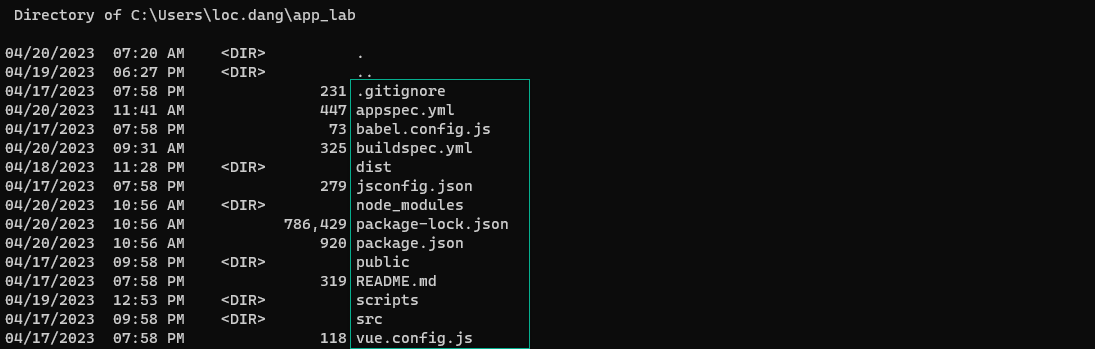 Directory of C:\Users\loc.dang\app_lab
04/20/2023  07:20 AM    <DIR>          .
04/19/2023  06:27 PM    <DIR>          ..
04/17/2023  07:58 PM               231 .gitignore
04/20/2023  11:41 AM               447 appspec.yml
04/17/2023  07:58 PM                73 babel.config.js
04/20/2023  09:31 AM               325 buildspec.yml
04/18/2023  11:28 PM    <DIR>          dist
04/17/2023  07:58 PM               279 jsconfig.json
04/20/2023  10:56 AM    <DIR>          node_modules
04/20/2023  10:56 AM           786,429 package-lock.json
04/20/2023  10:56 AM               920 package.json
04/17/2023  09:58 PM    <DIR>          public
04/17/2023  07:58 PM               319 README.md
04/19/2023  12:53 PM    <DIR>          scripts
04/17/2023  09:58 PM    <DIR>          src
04/17/2023  07:58 PM               118 vue.config.js